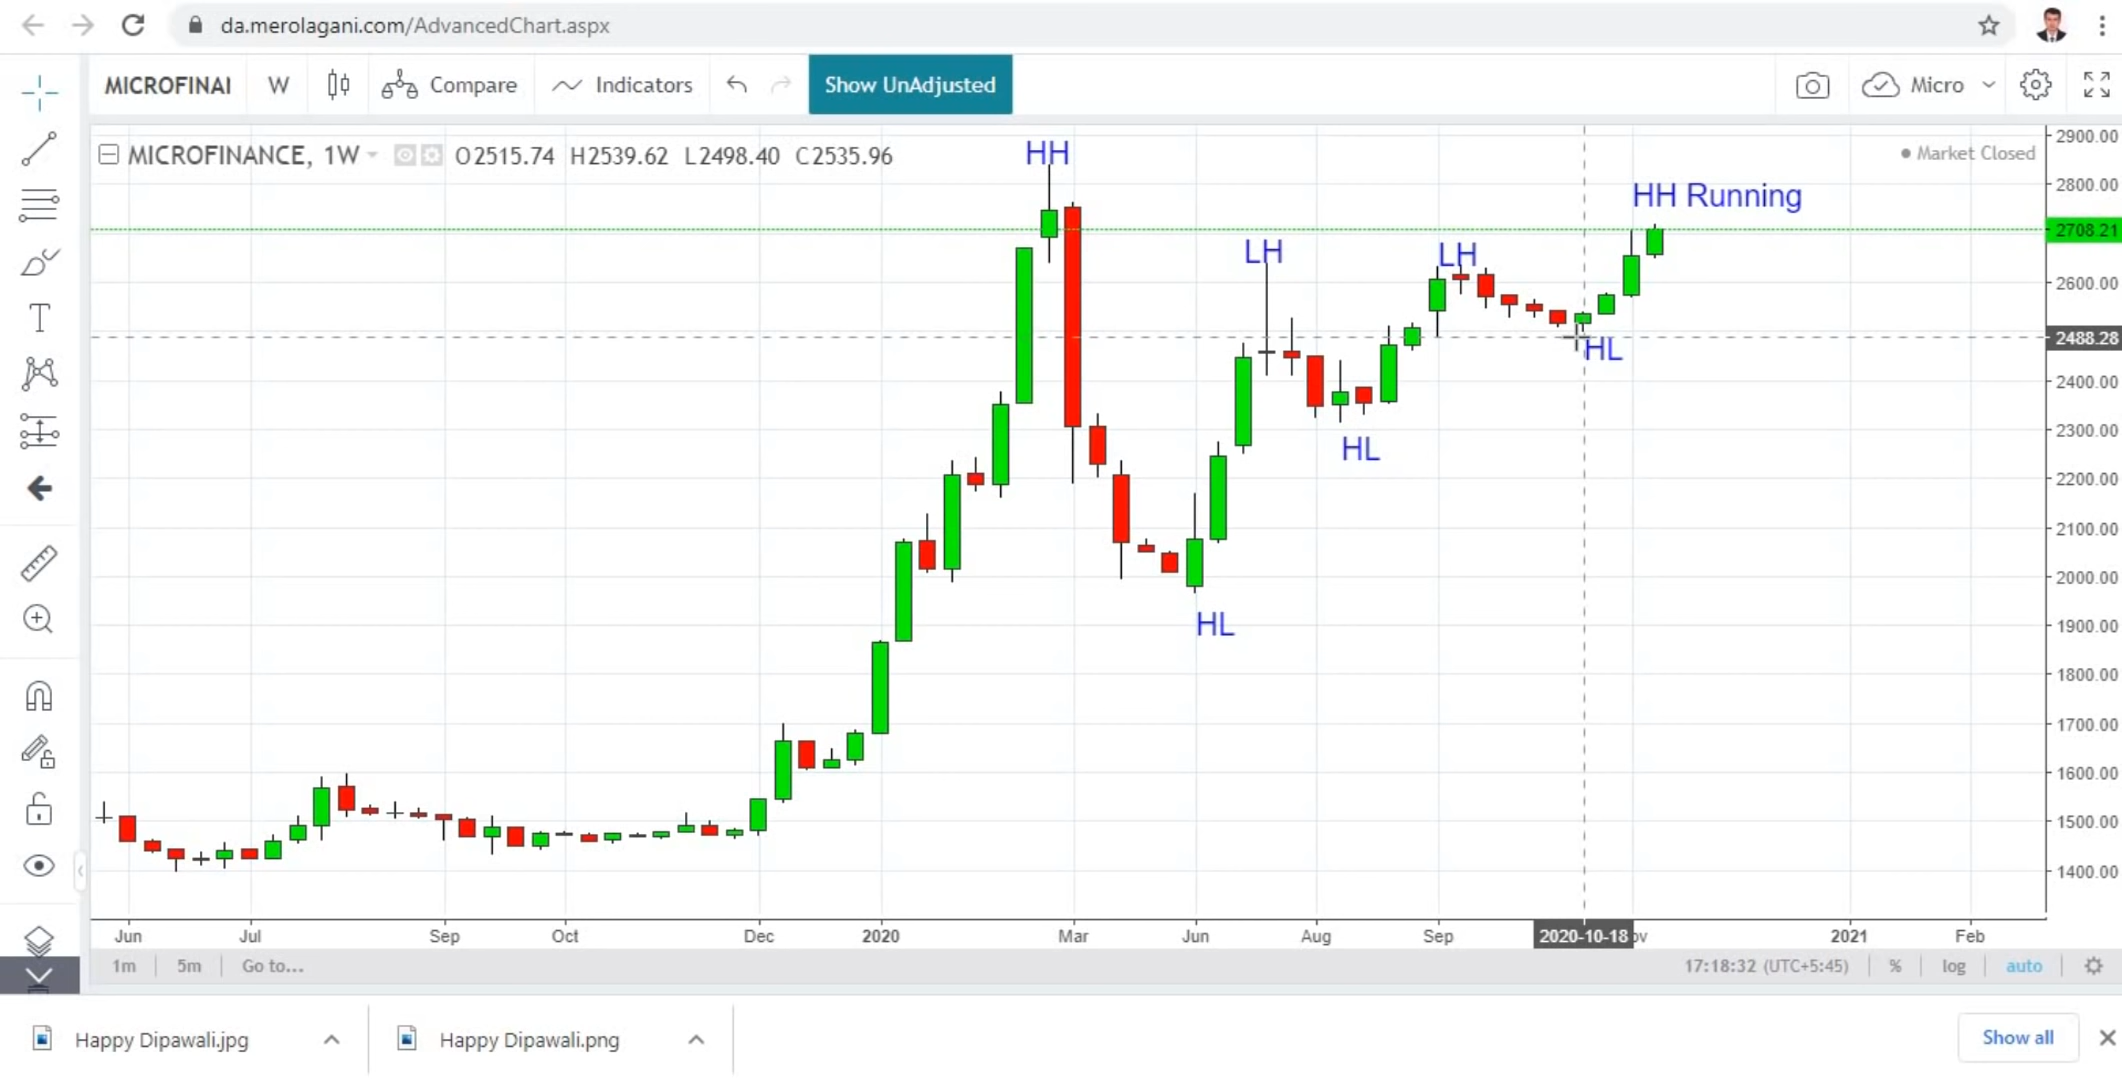 da.merolagani.com/AdvancedChart.aspx
MICROFINAI W Compare Indicators Show UnAdjusted Micro
MICROFINANCE, 1W O2515.74 H2539.62 L2498.40 C2535.96
Market Closed
HH
HH Running
LH
LH
HL
HL
HL
2900.00
2800.00
2708.21
2600.00
2488.28
2400.00
2300.00
2200.00
2100.00
2000.00
1900.00
1800.00
1700.00
1600.00
1500.00
1400.00
Jun Jul Sep Oct Dec 2020 Mar Jun Aug Sep 2020-10-18 ov 2021 Feb
1m 5m Go to... 17:18:32 (UTC+5:45) % log auto
Happy Dipawali.jpg Happy Dipawali.png Show all